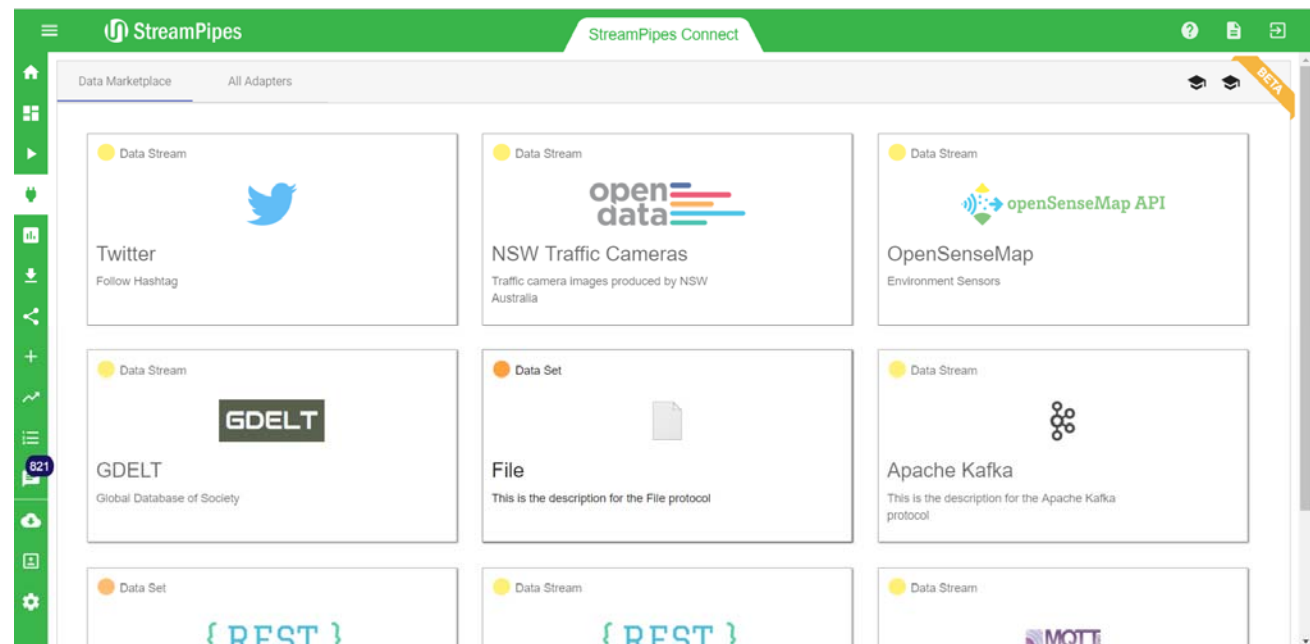 StreamPipes
StreamPipes Connect
Data Marketplace
All Adapters
BETA
Data Stream
Data Stream
Data Stream
open
data
openSenseMap API
Twitter
NSW Traffic Cameras
OpenSenseMap
Follow Hashtag
Traffic camera images produced by NSW
Australia
Environment Sensors
Data Stream
Data Set
Data Stream
GDELT
GDELT
File
Apache Kafka
Global Database of Society
This is the description for the File protocol
This is the description for the Apache Kafka
protocol
821
Data Set
Data Stream
Data Stream
{ REST }
{ REST }
MQTT